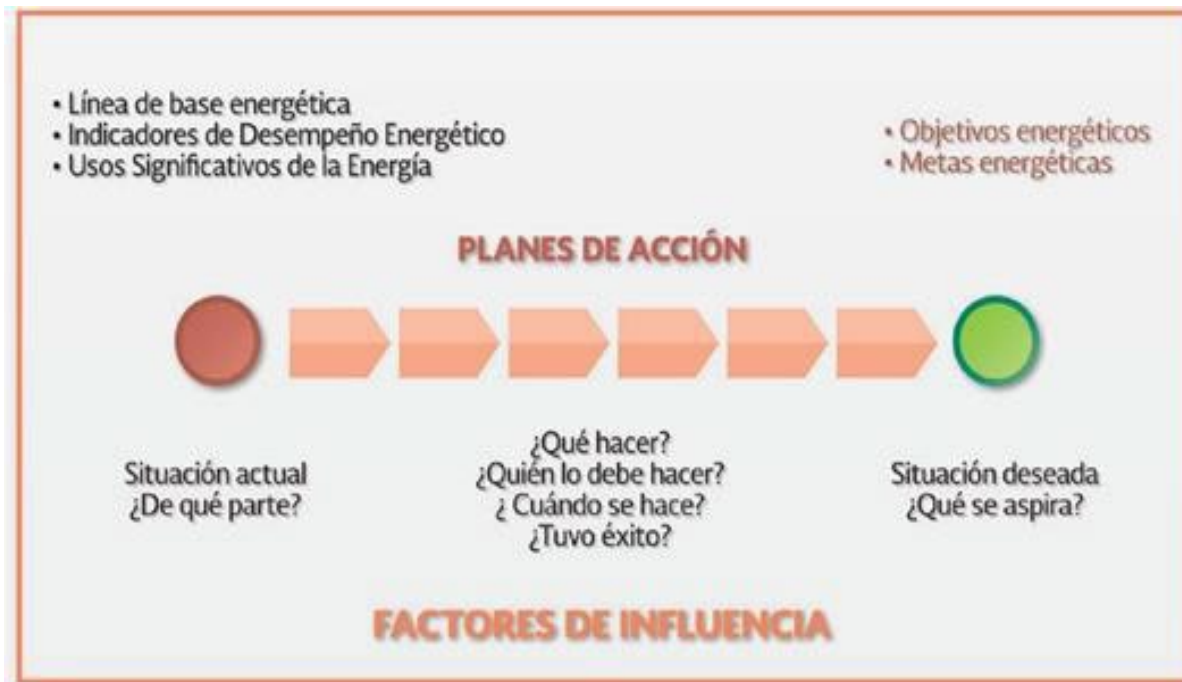 • Línea de base energética
• Indicadores de Desempeño Energético
• Usos Significativos de la Energía
• Objetivos energéticos
• Metas energéticas
PLANES DE ACCIÓN
Situación actual
¿De qué parte?
¿Qué hacer?
¿Quién lo debe hacer?
¿ Cuándo se hace?
¿Tuvo éxito?
Situación deseada
¿Qué se aspira?
FACTORES DE INFLUENCIA